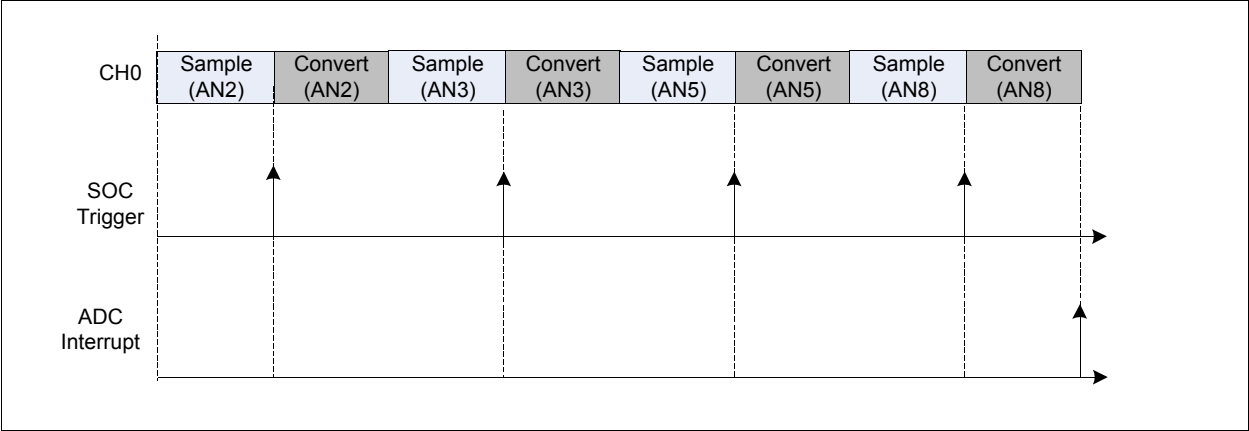 CH0
Sample
(AN2)
Convert
(AN2)
Sample
(AN3)
Convert
(AN3)
Sample
(AN5)
Convert
(AN5)
Sample
(AN8)
Convert
(AN8)
SOC
Trigger
ADC
Interrupt